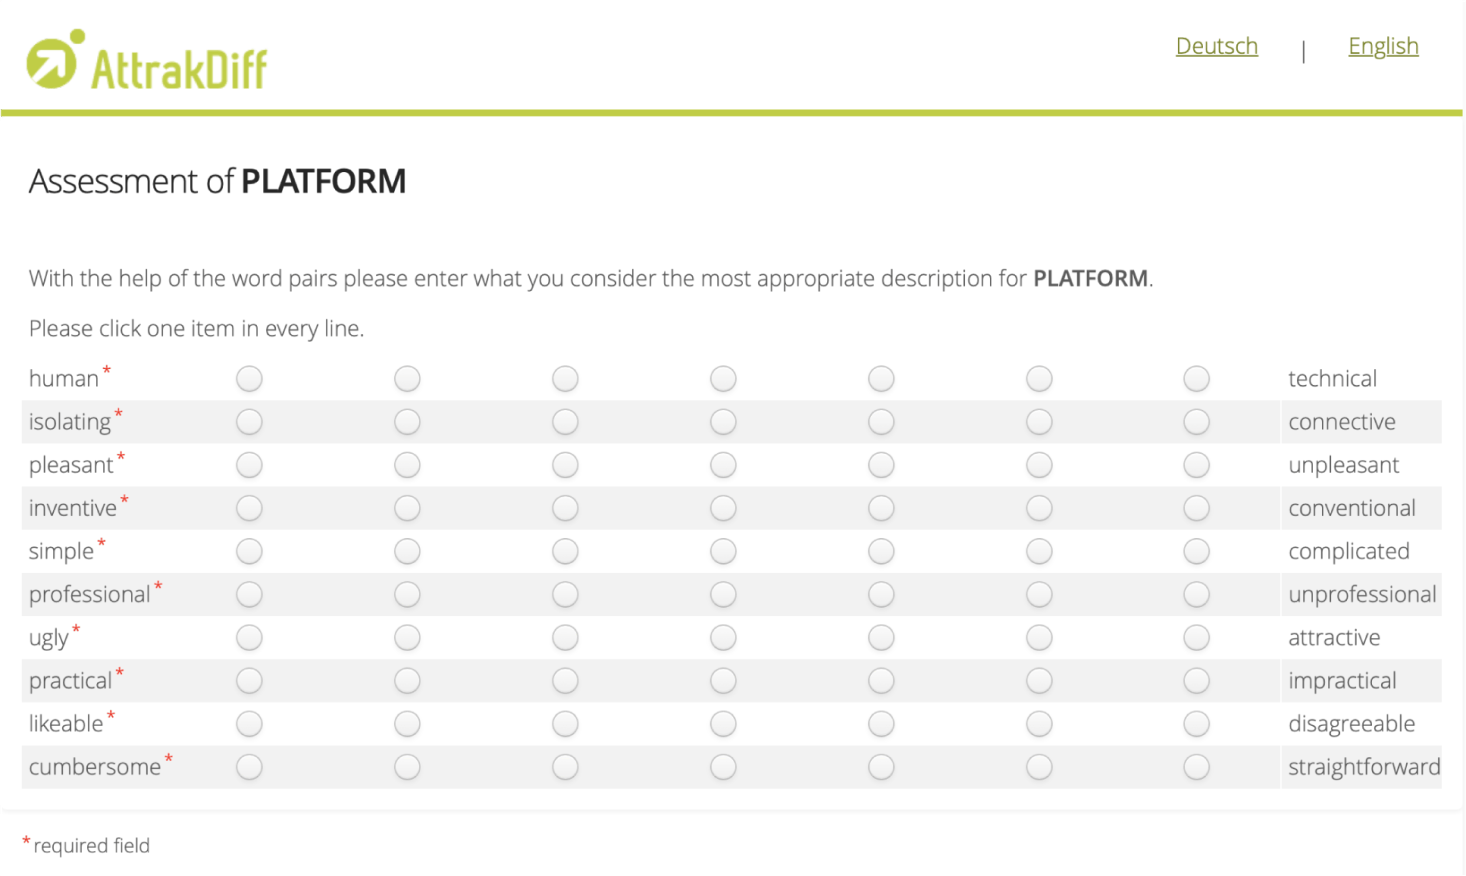 AttrakDiff
Deutsch | English
Assessment of PLATFORM
With the help of the word pairs please enter what you consider the most appropriate description for PLATFORM.
Please click one item in every line.
human * technical
isolating * connective
pleasant * unpleasant
inventive * conventional
simple * complicated
professional * unprofessional
ugly * attractive
practical * impractical
likeable * disagreeable
cumbersome * straightforward
* required field